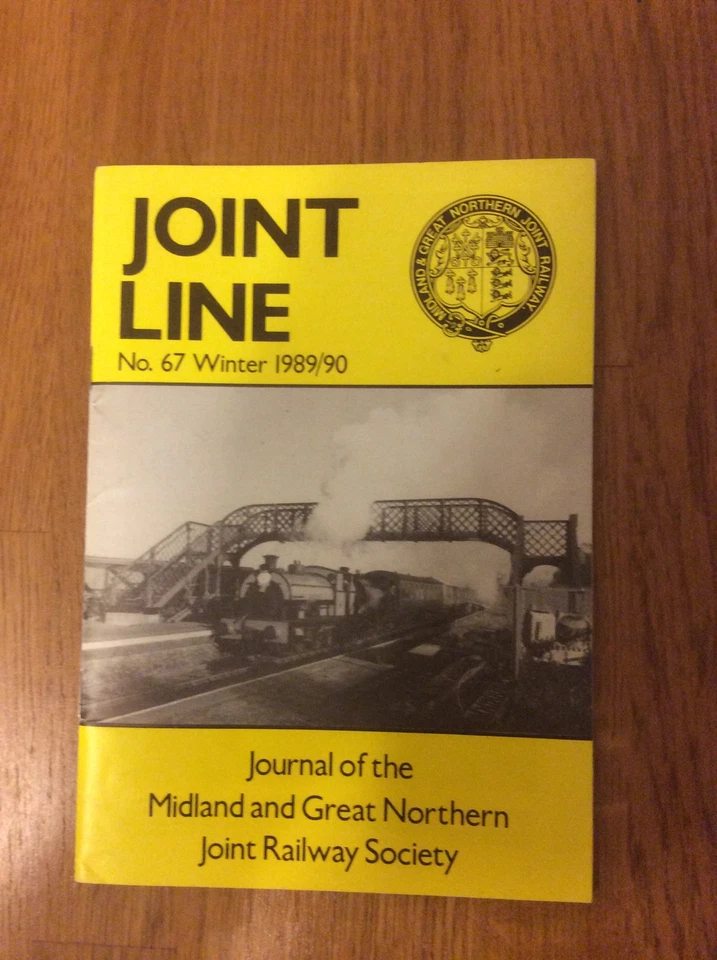 JOINT
LINE
No. 67 Winter 1989/90
MIDLAND & GREAT NORTHERN JOINT RAILWAY
Journal of the
Midland and Great Northern
Joint Railway Society